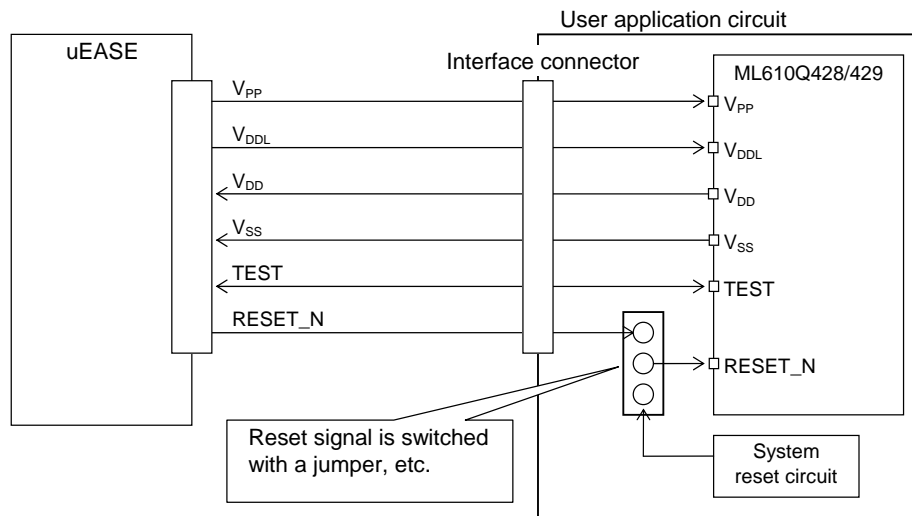 User application circuit
uEASE
Interface connector
ML610Q428/429
VPP
VPP
VDDL
VDDL
VDD
VDD
VSS
VSS
TEST
TEST
RESET_N
RESET_N
Reset signal is switched
with a jumper, etc.
System
reset circuit